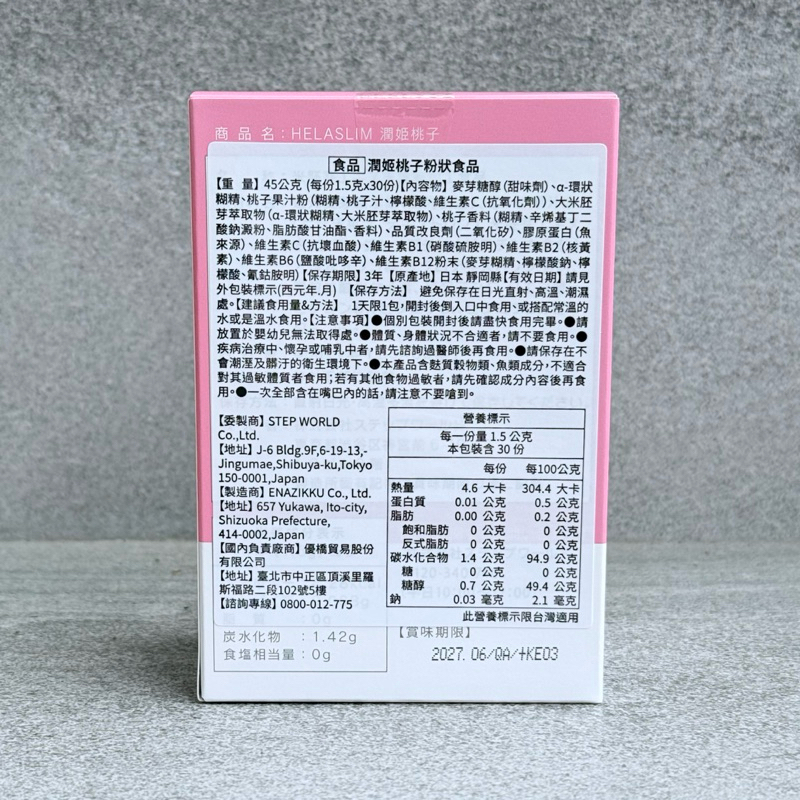 商品名：HELASLIM 潤姬桃子
食品 潤姬桃子粉狀食品
【重 量】45公克 (每份1.5克x30份)【內容物】麥芽糖醇(甜味劑)、α-環狀
糊精、桃子果汁粉(糊精、桃子汁、檸檬酸、維生素C(抗氧化劑))、大米胚
芽萃取物(α-環狀糊精、大米胚芽萃取物)、桃子香料(糊精、辛烯基丁二
酸鈉澱粉、脂肪酸甘油酯、香料)、品質改良劑(二氧化矽)、膠原蛋白(魚
來源)、維生素C(抗壞血酸)、維生素B1(硝酸硫胺明)、維生素B2(核黃
素)、維生素B6(鹽酸吡哆辛)、維生素B12粉末(麥芽糊精、檸檬酸鈉、檸
檬酸、氰鈷胺明)【保存期限】3年【原產地】日本 靜岡縣【有效日期】請見
外包裝標示(西元年.月) 【保存方法】 避免保存在日光直射、高溫、潮濕
處。【建議食用量&方法】 1天限1包，開封後倒入口中食用、或搭配常溫的
水或是溫水食用。【注意事項】●個別包裝開封後請盡快食用完畢。●請
放置於嬰幼兒無法取得處。●體質、身體狀況不合適者，請不要食用。●
疾病治療中、懷孕或哺乳中者，請先諮詢過醫師後再食用。●請保存在不
會潮溼及髒汙的衛生環境下。●本產品含麩質穀物類、魚類成分，不適合
對其過敏體質者食用；若有其他食物過敏者，請先確認成分內容後再食
用。●一次全部含在嘴巴內的話，請注意不要嗆到。
【委製商】STEP WORLD
Co.,Ltd.
【地址】J-6 Bldg.9F,6-19-13,-
Jingumae,Shibuya-ku,Tokyo
150-0001,Japan
【製造商】ENAZIKKU Co., Ltd.
【地址】657 Yukawa, Ito-city,
Shizuoka Prefecture,
414-0002,Japan
【國內負責廠商】優橋貿易股份
有限公司
【地址】臺北市中正區頂溪里羅
斯福路二段102號5樓
【諮詢專線】0800-012-775
營養標示
每一份量 1.5 公克
本包裝含 30 份
每份 每100公克
熱量 4.6 大卡 304.4 大卡
蛋白質 0.01 公克 0.5 公克
脂肪 0.00 公克 0.2 公克
飽和脂肪 0 公克 0 公克
反式脂肪 0 公克 0 公克
碳水化合物 1.4 公克 94.9 公克
糖 0 公克 0 公克
糖醇 0.7 公克 49.4 公克
鈉 0.03 毫克 2.1 毫克
此營養標示限台灣適用
炭水化物 ：1.42g
食塩相当量：0g
【賞味期限】
2027. 06/QA/+KE03